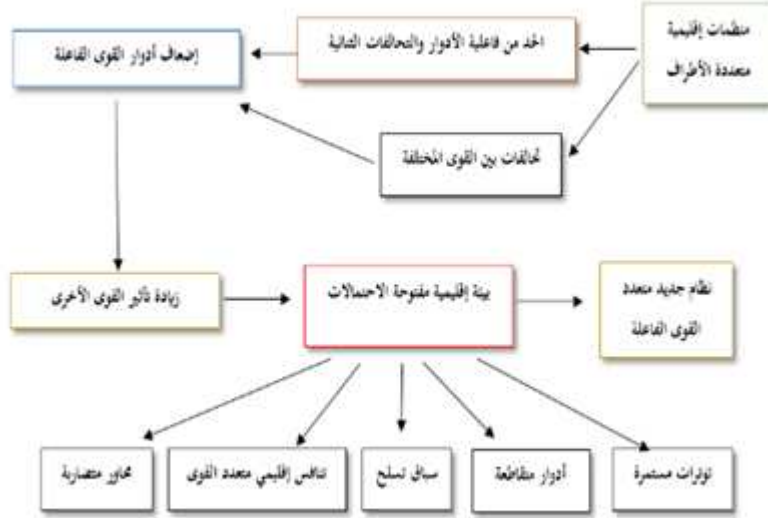 منظمات إقليمية
متعددة الأطراف
الحد من فاعلية الأدوار والتحالفات الثنائية
إضعاف أدوار القوى الفاعلة
تحالفات بين القوى المختلفة
زيادة تأثير القوى الأخرى
بيئة إقليمية مفتوحة الاحتمالات
نظام جديد متعدد
القوى الفاعلة
توترات مستمرة
أدوار متقاطعة
سباق تسلح
تنافس إقليمي متعدد القوى
محاور متضاربة